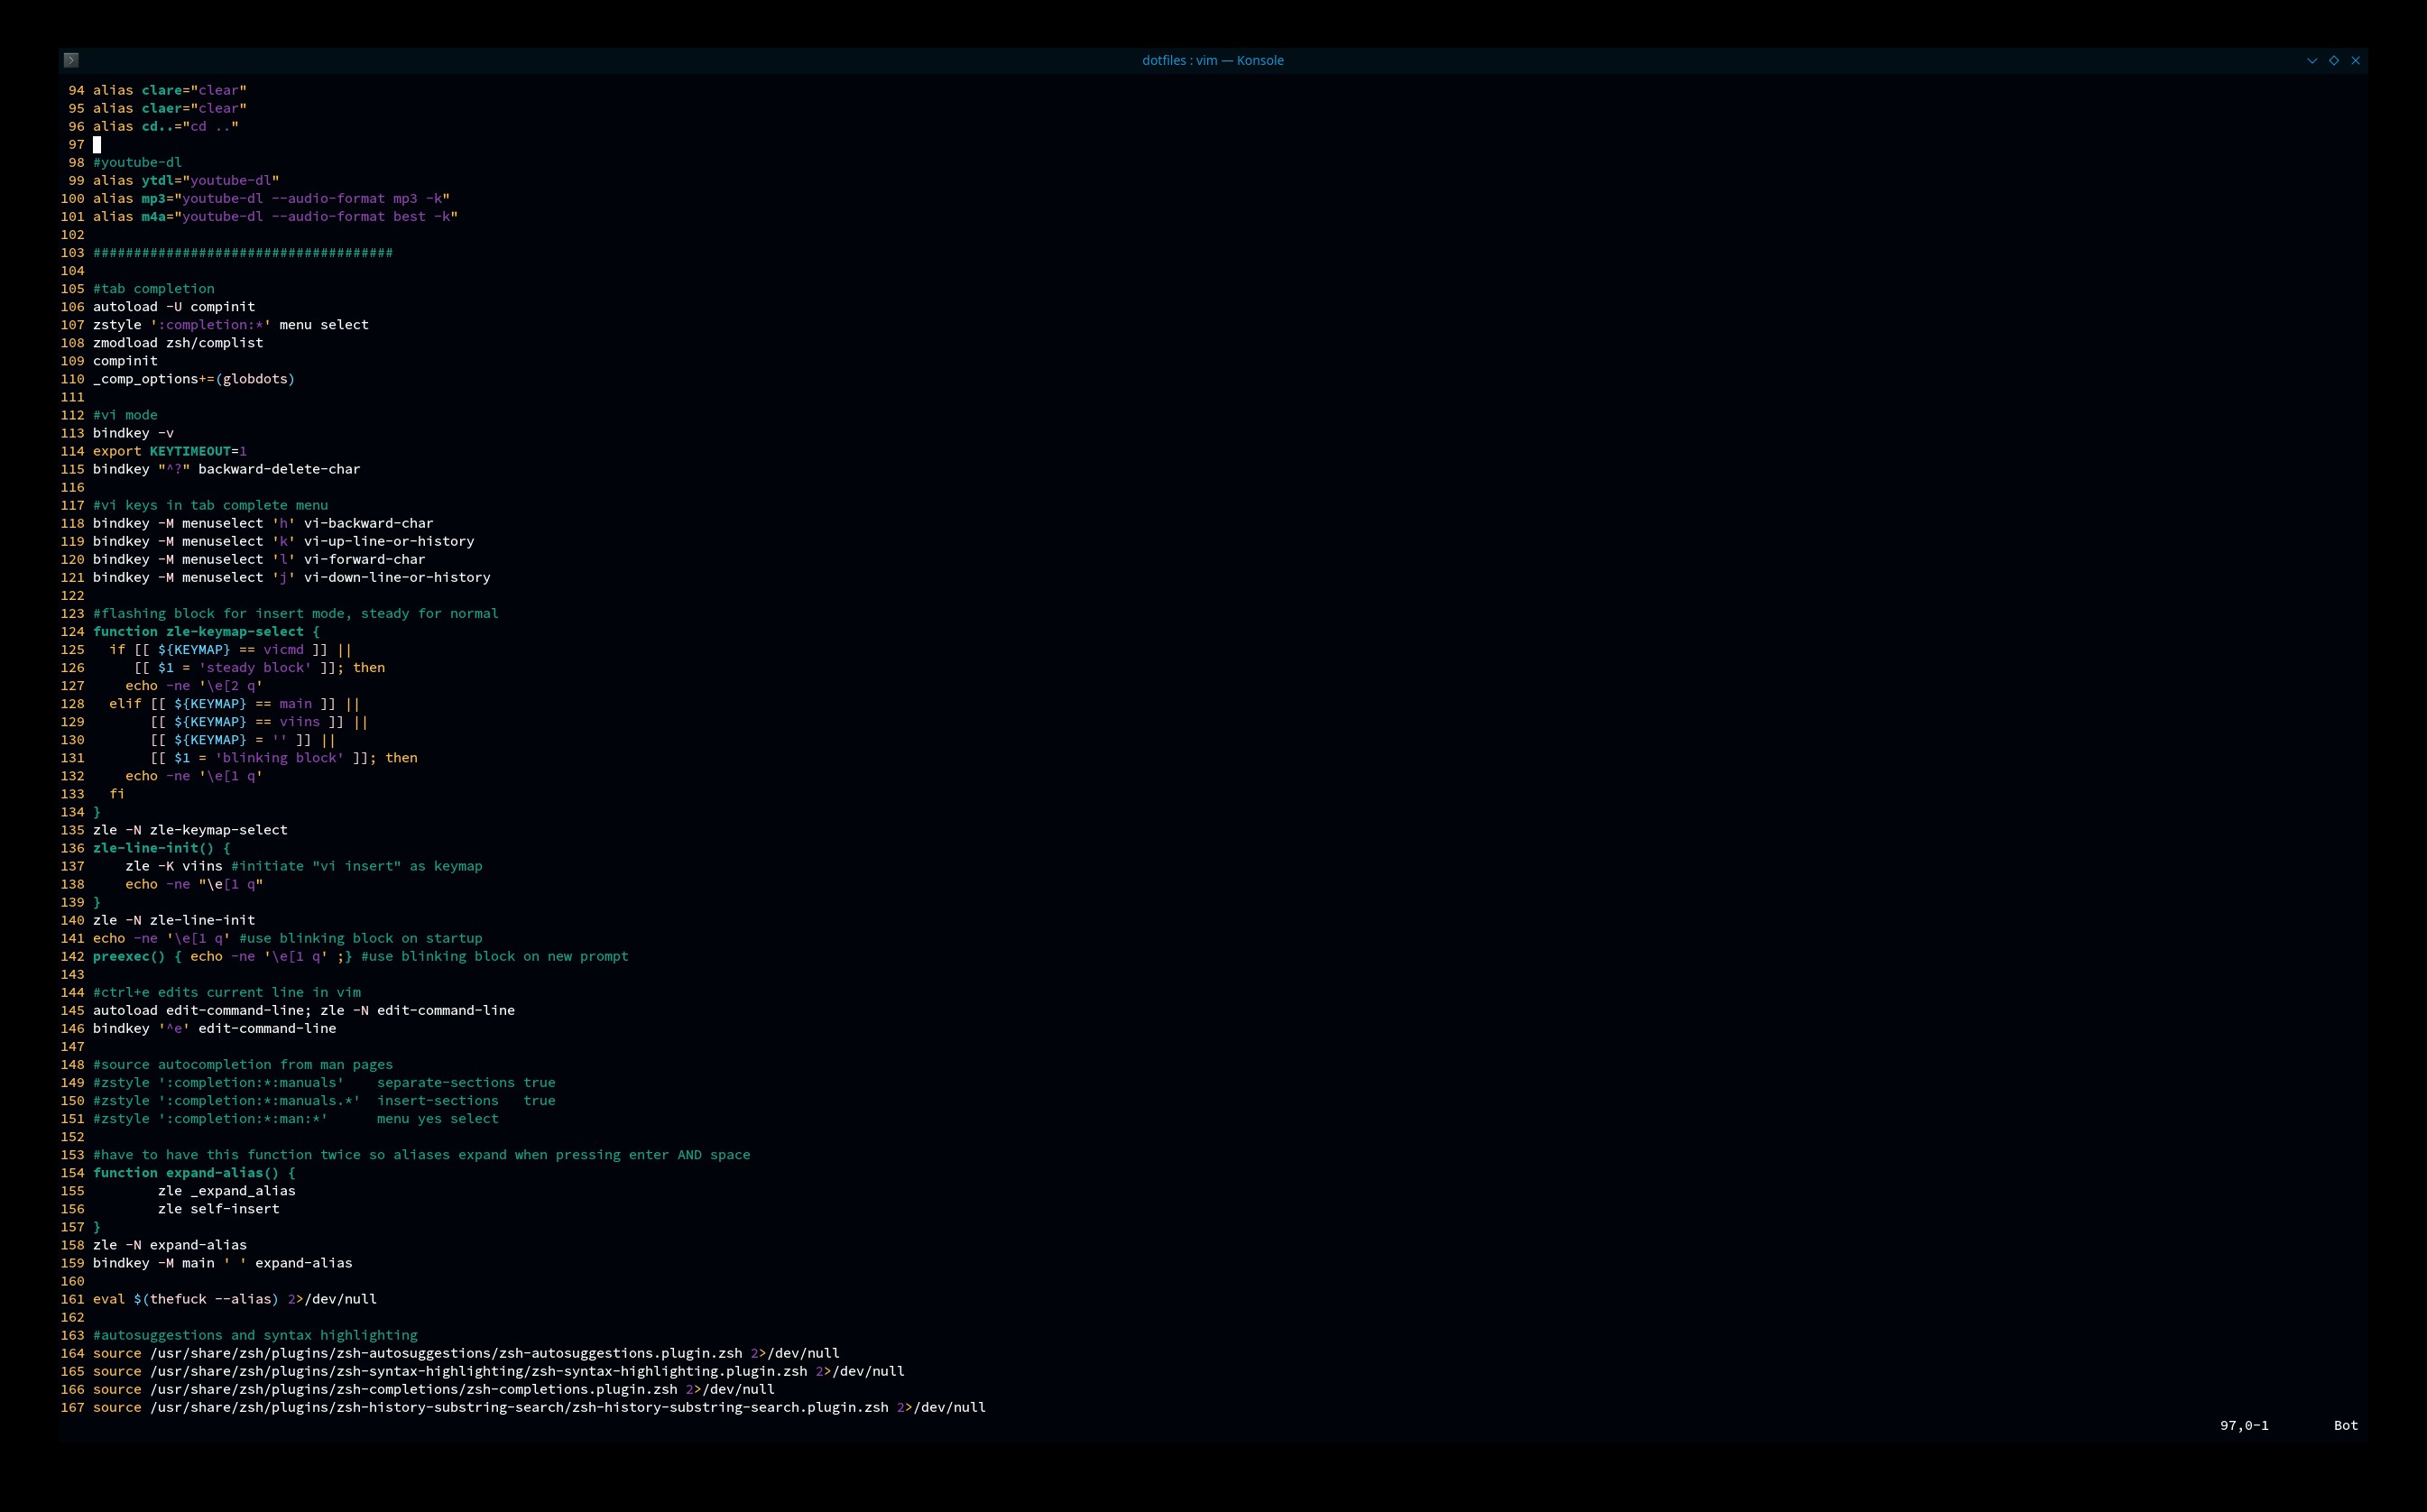 dotfiles : vim — Konsole
94 alias clare="clear"
95 alias claer="clear"
96 alias cd..="cd .."
97
98 #youtube-dl
99 alias ytdl="youtube-dl"
100 alias mp3="youtube-dl --audio-format mp3 -k"
101 alias m4a="youtube-dl --audio-format best -k"
102
103 #####################################
104
105 #tab completion
106 autoload -U compinit
107 zstyle ':completion:*' menu select
108 zmodload zsh/complist
109 compinit
110 _comp_options+=(globdots)
111
112 #vi mode
113 bindkey -v
114 export KEYTIMEOUT=1
115 bindkey "^?" backward-delete-char
116
117 #vi keys in tab complete menu
118 bindkey -M menuselect 'h' vi-backward-char
119 bindkey -M menuselect 'k' vi-up-line-or-history
120 bindkey -M menuselect 'l' vi-forward-char
121 bindkey -M menuselect 'j' vi-down-line-or-history
122
123 #flashing block for insert mode, steady for normal
124 function zle-keymap-select {
125   if [[ ${KEYMAP} == vicmd ]] ||
126      [[ $1 = 'steady block' ]]; then
127     echo -ne '\e[2 q'
128   elif [[ ${KEYMAP} == main ]] ||
129        [[ ${KEYMAP} == viins ]] ||
130        [[ ${KEYMAP} = '' ]] ||
131        [[ $1 = 'blinking block' ]]; then
132     echo -ne '\e[1 q'
133   fi
134 }
135 zle -N zle-keymap-select
136 zle-line-init() {
137     zle -K viins #initiate "vi insert" as keymap
138     echo -ne "\e[1 q"
139 }
140 zle -N zle-line-init
141 echo -ne '\e[1 q' #use blinking block on startup
142 preexec() { echo -ne '\e[1 q' ;} #use blinking block on new prompt
143
144 #ctrl+e edits current line in vim
145 autoload edit-command-line; zle -N edit-command-line
146 bindkey '^e' edit-command-line
147
148 #source autocompletion from man pages
149 #zstyle ':completion:*:manuals'    separate-sections true
150 #zstyle ':completion:*:manuals.*'  insert-sections   true
151 #zstyle ':completion:*:man:*'      menu yes select
152
153 #have to have this function twice so aliases expand when pressing enter AND space
154 function expand-alias() {
155         zle _expand_alias
156         zle self-insert
157 }
158 zle -N expand-alias
159 bindkey -M main ' ' expand-alias
160
161 eval $(thefuck --alias) 2>/dev/null
162
163 #autosuggestions and syntax highlighting
164 source /usr/share/zsh/plugins/zsh-autosuggestions/zsh-autosuggestions.plugin.zsh 2>/dev/null
165 source /usr/share/zsh/plugins/zsh-syntax-highlighting/zsh-syntax-highlighting.plugin.zsh 2>/dev/null
166 source /usr/share/zsh/plugins/zsh-completions/zsh-completions.plugin.zsh 2>/dev/null
167 source /usr/share/zsh/plugins/zsh-history-substring-search/zsh-history-substring-search.plugin.zsh 2>/dev/null
97,0-1 Bot